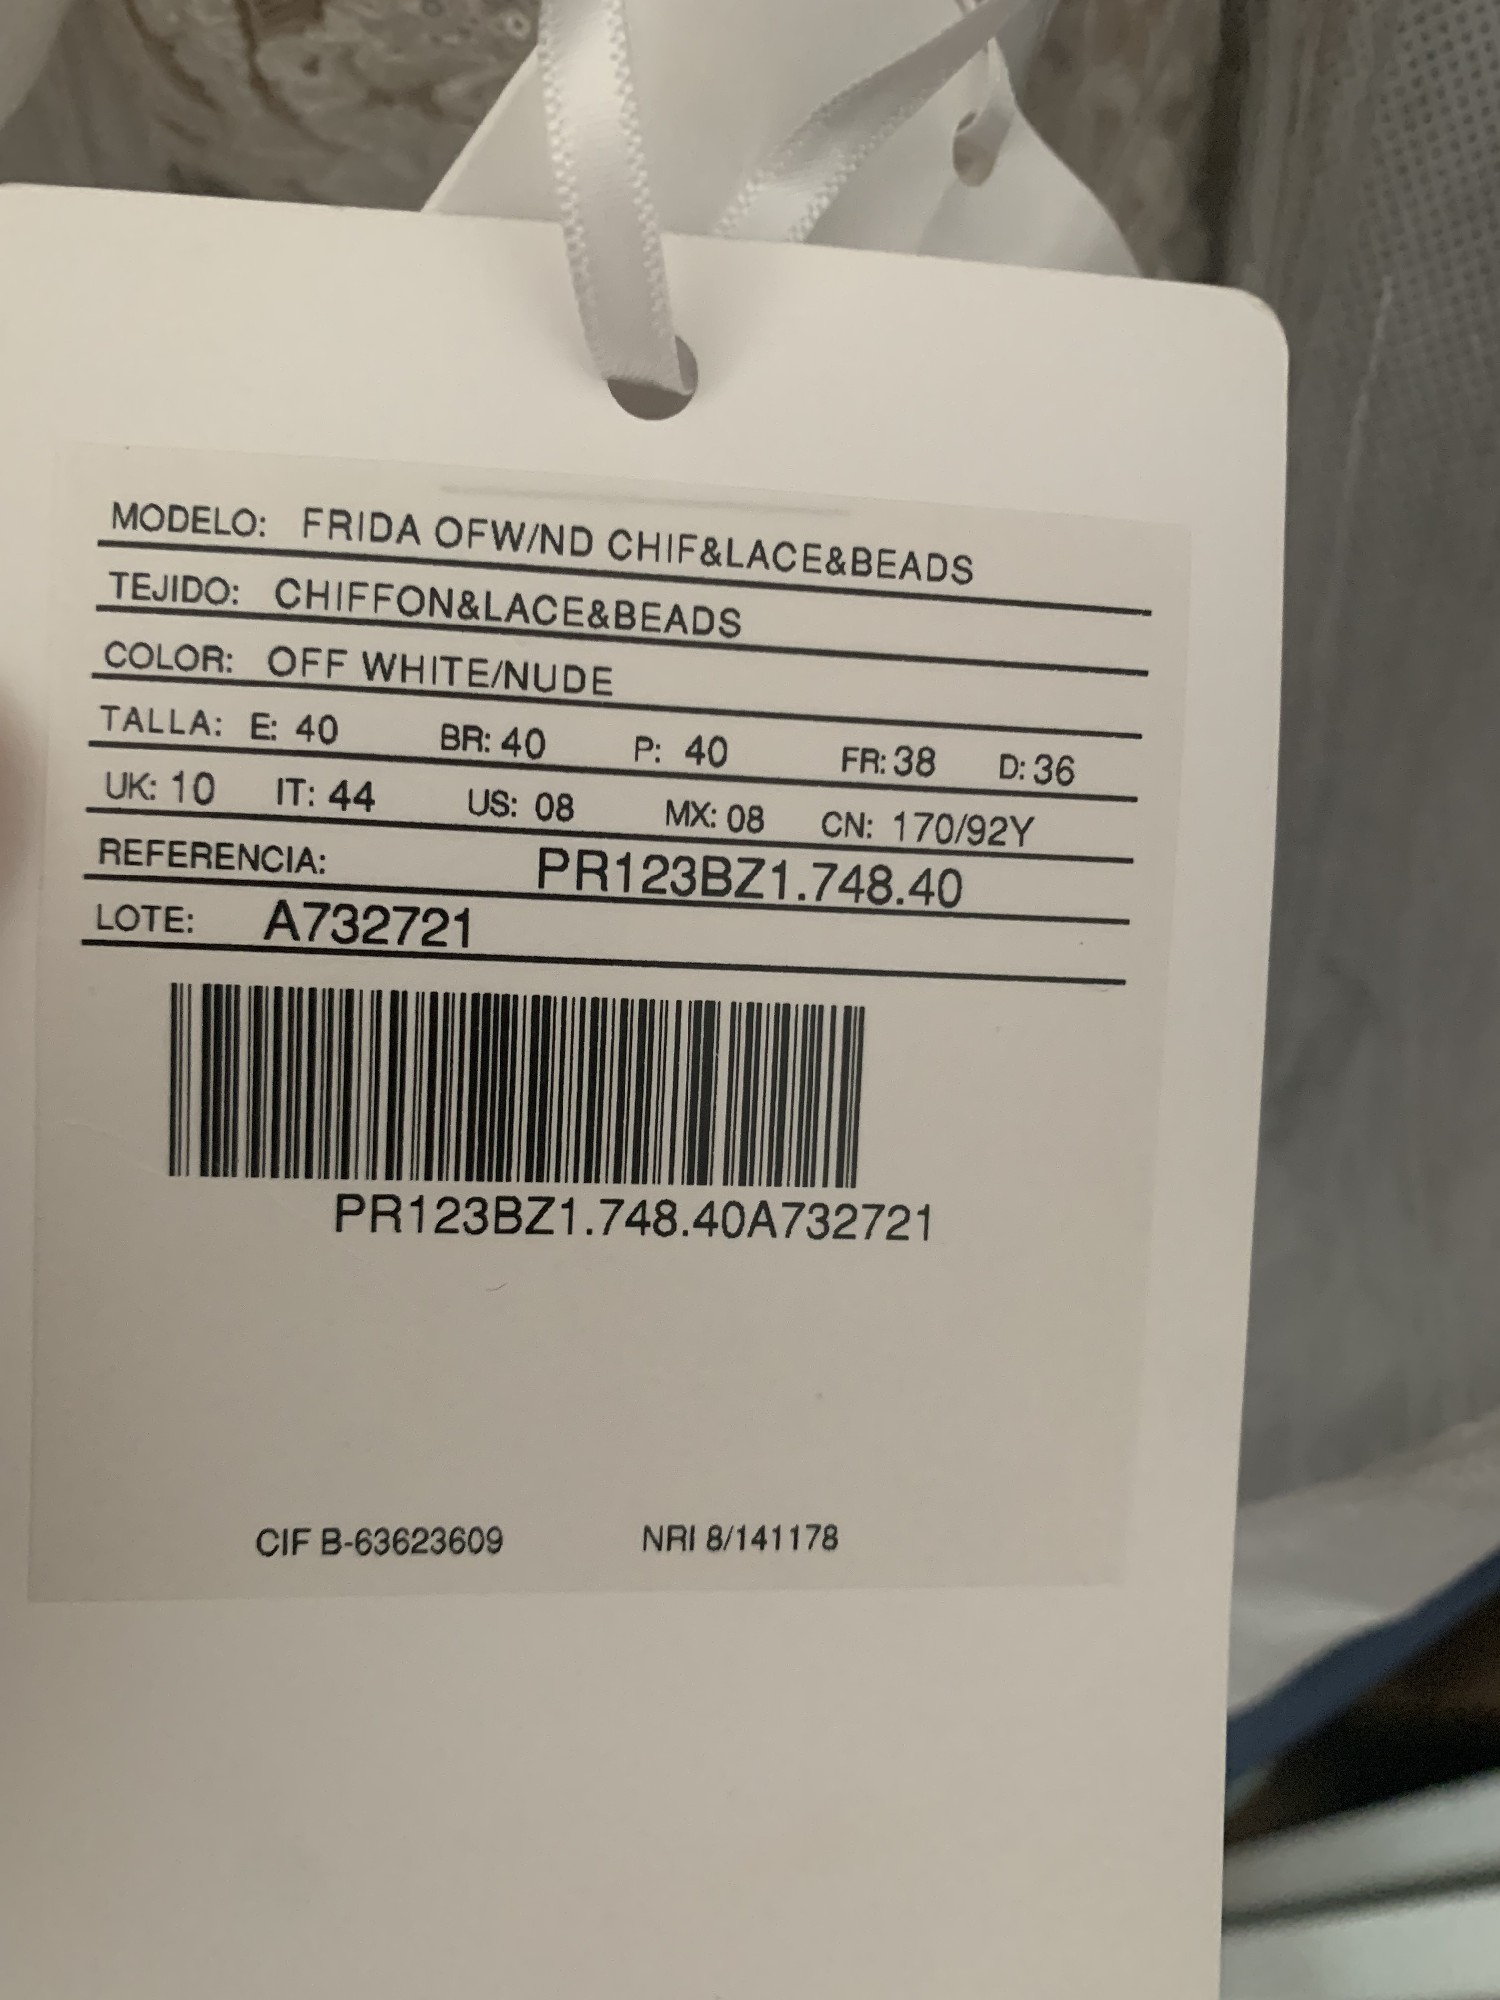 MODELO: FRIDA OFW/ND CHIF&LACE&BEADS
TEJIDO: CHIFFON&LACE&BEADS
COLOR: OFF WHITE/NUDE
TALLA: E: 40 BR: 40 P: 40 FR: 38 D: 36
UK: 10 IT: 44 US: 08 MX: 08 CN: 170/92Y
REFERENCIA: PR123BZ1.748.40
LOTE: A732721
PR123BZ1.748.40A732721
CIF B-63623609 NRI 8/141178